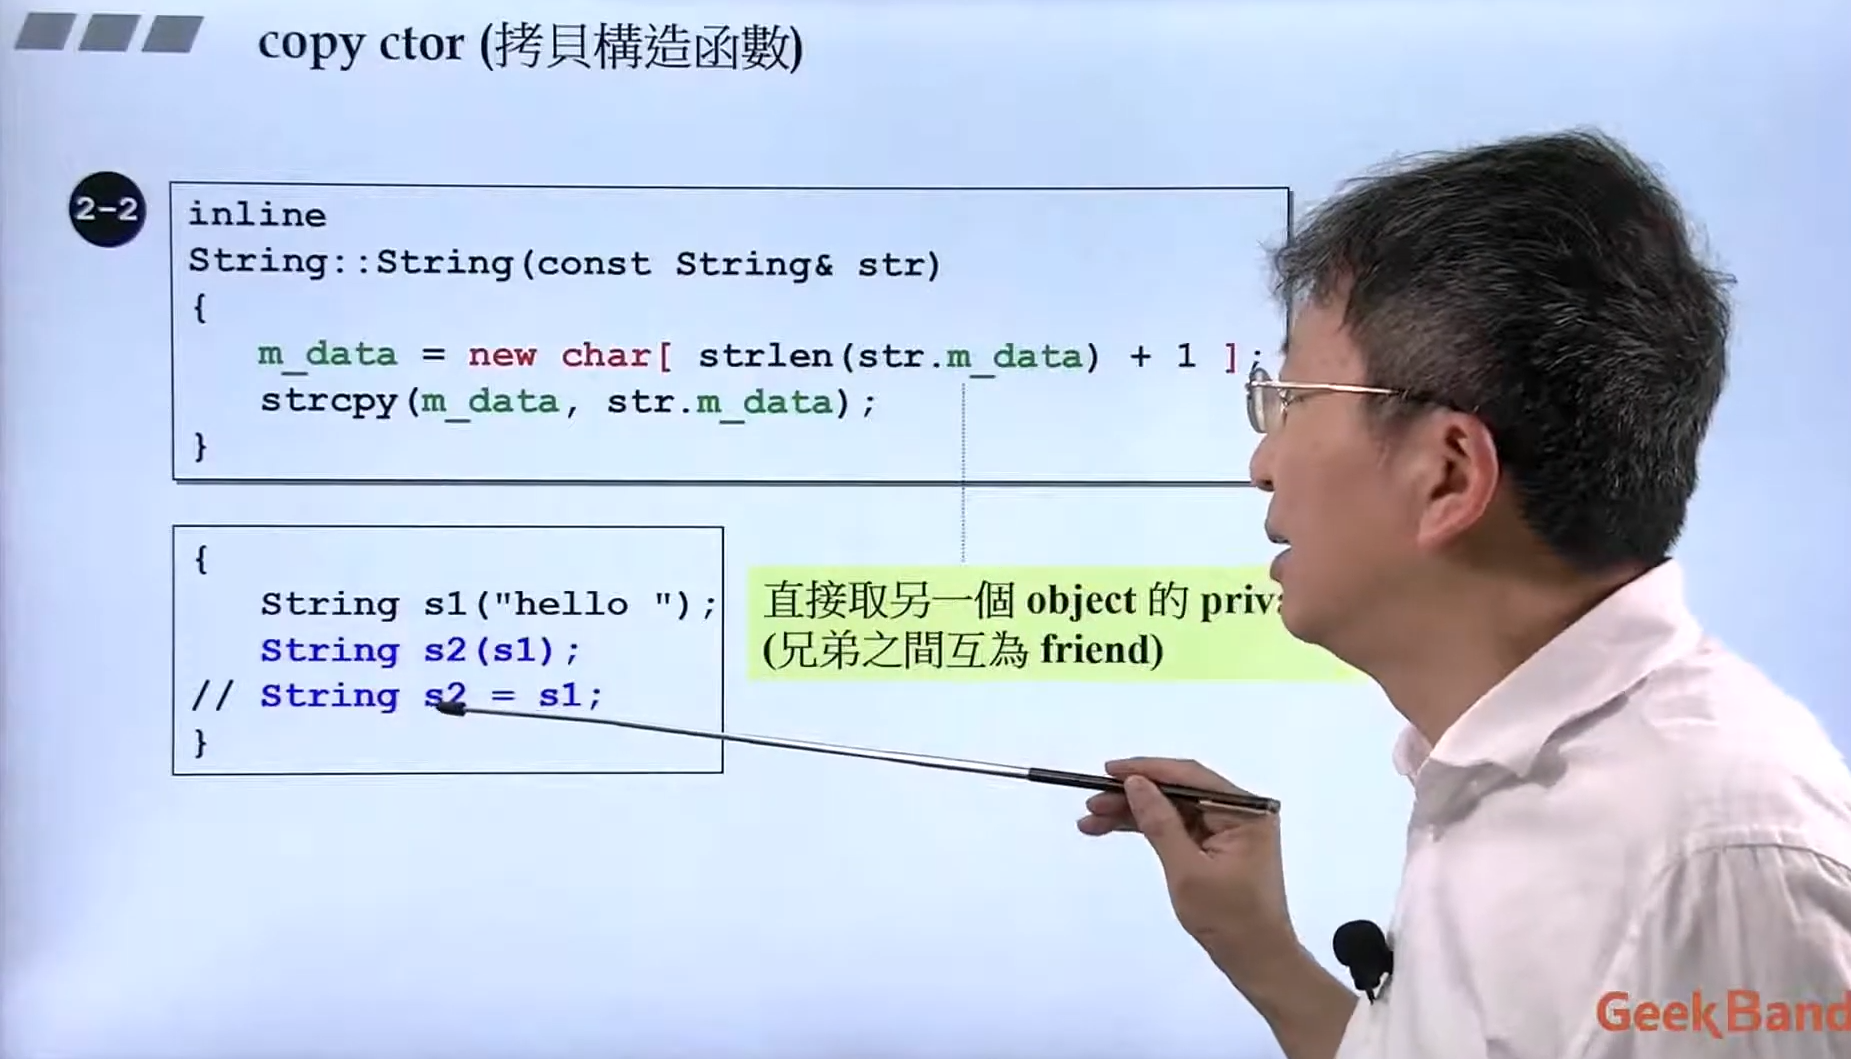 copy ctor (拷貝構造函數)
2-2
inline
String::String(const String& str)
{
m_data = new char[ strlen(str.m_data) + 1 ];
strcpy(m_data, str.m_data);
}
{
String s1("hello ");
String s2(s1);
// String s2 = s1;
}
直接取另一個 object 的
(兄弟之間互為 friend)
GeekBand